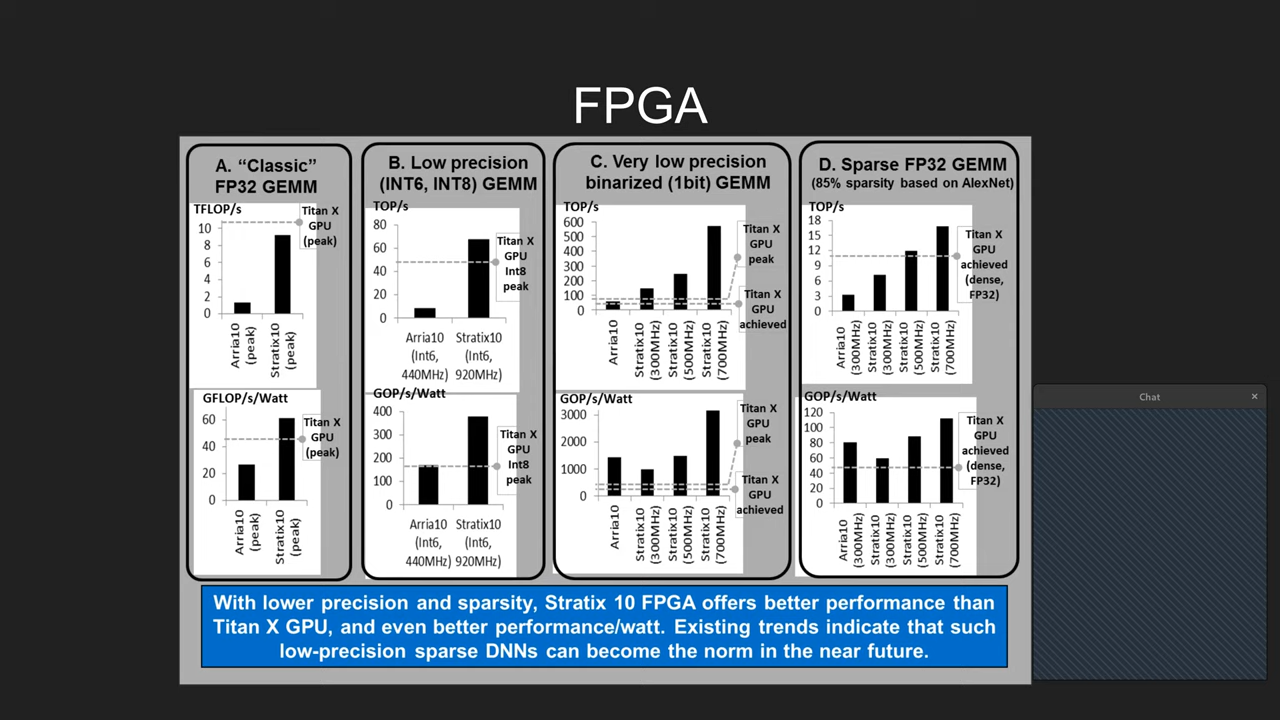 FPGA
A. “Classic”
FP32 GEMM
TFLOP/s
10
8
6
4
2
0
Titan X
GPU
(peak)
Arria10
(peak)
Stratix10
(peak)
GFLOP/s/Watt
60
40
20
0
Titan X
GPU
(peak)
Arria10
(peak)
Stratix10
(peak)
B. Low precision
(INT6, INT8) GEMM
TOP/s
80
60
40
20
0
Titan X
GPU
Int8
peak
Arria10
(Int6,
440MHz)
Stratix10
(Int6,
920MHz)
GOP/s/Watt
400
300
200
100
0
Titan X
GPU
Int8
peak
Arria10
(Int6,
440MHz)
Stratix10
(Int6,
920MHz)
C. Very low precision
binarized (1bit) GEMM
TOP/s
600
500
400
300
200
100
0
Titan X
GPU
peak
Titan X
GPU
achieved
Arria10
Stratix10
(300MHz)
Stratix10
(500MHz)
Stratix10
(700MHz)
GOP/s/Watt
3000
2000
1000
0
Titan X
GPU
peak
Titan X
GPU
achieved
Arria10
Stratix10
(300MHz)
Stratix10
(500MHz)
Stratix10
(700MHz)
D. Sparse FP32 GEMM
(85% sparsity based on AlexNet)
TOP/s
18
15
12
9
6
3
0
Titan X
GPU
achieved
(dense,
FP32)
Arria10
(300MHz)
Stratix10
(300MHz)
Stratix10
(500MHz)
Stratix10
(700MHz)
GOP/s/Watt
120
100
80
60
40
20
0
Titan X
GPU
achieved
(dense,
FP32)
Arria10
(300MHz)
Stratix10
(300MHz)
Stratix10
(500MHz)
Stratix10
(700MHz)
With lower precision and sparsity, Stratix 10 FPGA offers better performance than
Titan X GPU, and even better performance/watt. Existing trends indicate that such
low-precision sparse DNNs can become the norm in the near future.
Chat